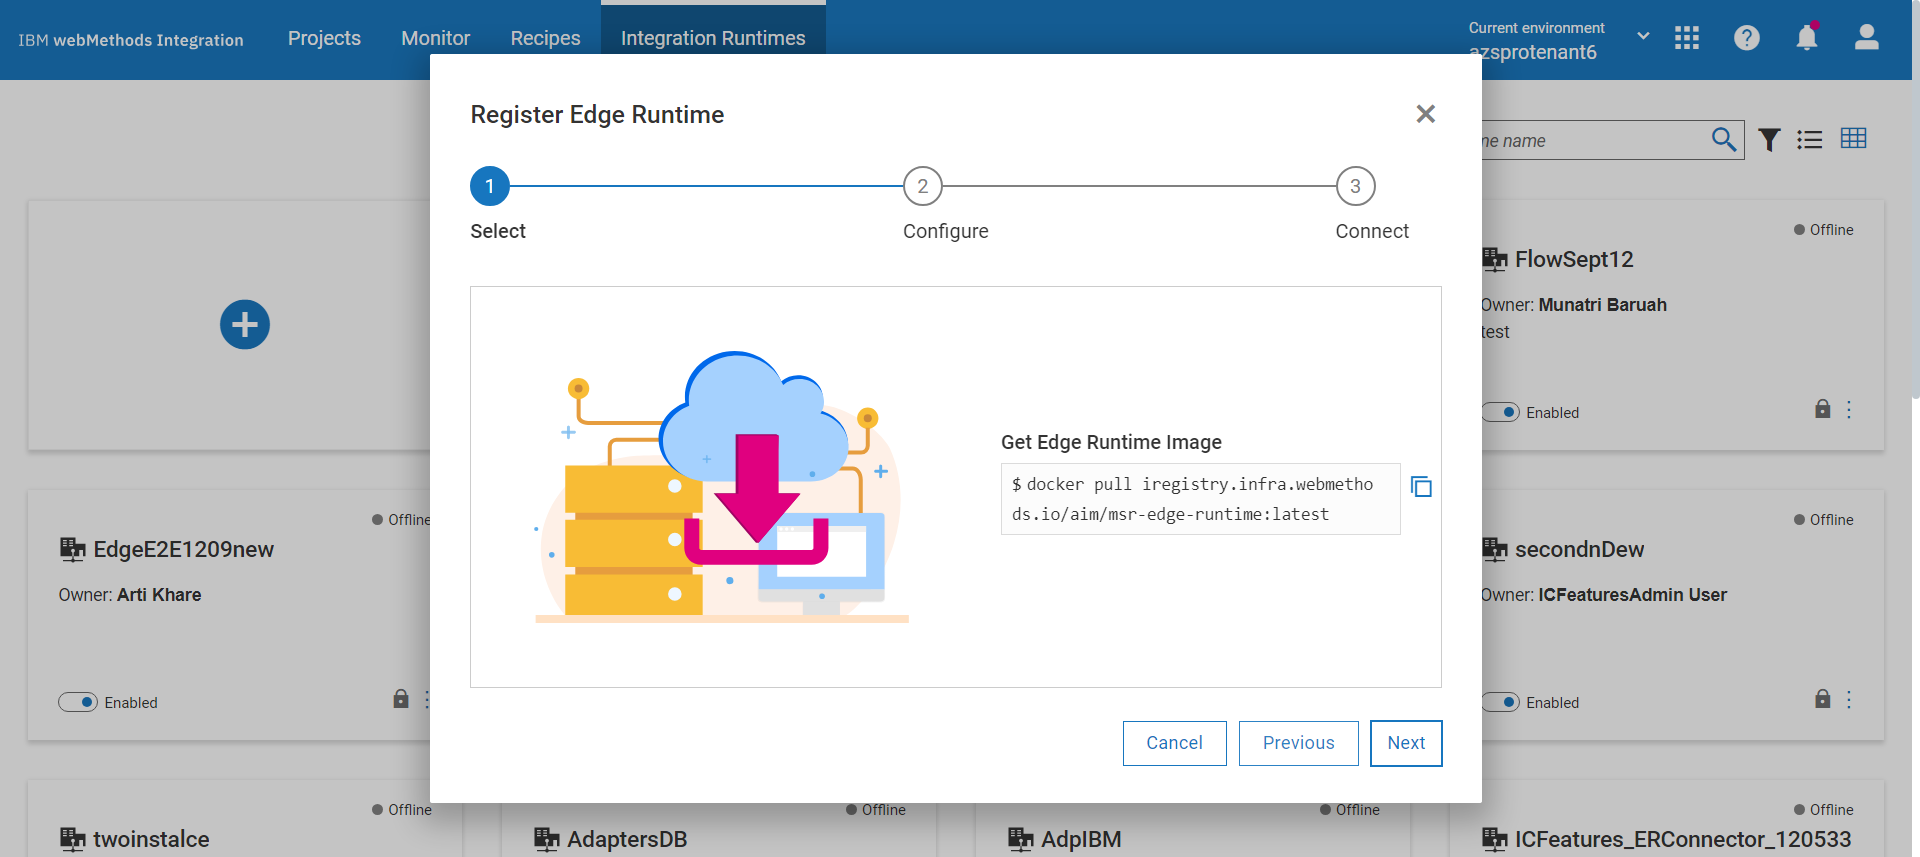 IBM webMethods Integration
Projects
Monitor
Recipes
Integration Runtimes
Current environment
azsprotenant6
Register Edge Runtime
1
2
3
Select
Configure
Connect
Get Edge Runtime Image
$ docker pull iregistry.infra.webmetho
ds.io/aim/msr-edge-runtime:latest
Cancel
Previous
Next
name
Offline
FlowSept12
Owner: Munatri Baruah
test
Enabled
Offline
EdgeE2E1209new
Owner: Arti Khare
Enabled
Offline
secondnDew
Owner: ICFeaturesAdmin User
Enabled
Offline
twoinstalce
Offline
AdaptersDB
Offline
AdpIBM
Offline
ICFeatures_ERConnector_120533